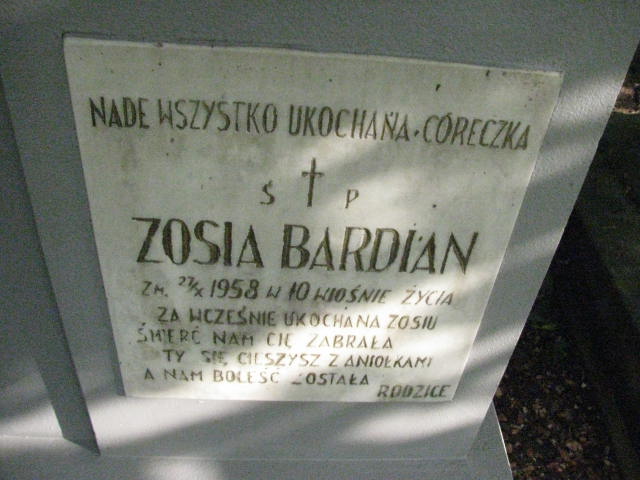 NADE WSZYSTKO UKOCHANA CÓRECZKA
Ś † P
ZOSIA BARDIAN
ZM. 27/X 1958 W 10 WIOŚNIE ŻYCIA
ZA WCZEŚNIE UKOCHANA ZOSIU
ŚMIERĆ NAM CIĘ ZABRAŁA
TY SIĘ CIESZYSZ Z ANIOŁKAMI
A NAM BOLEŚĆ ZOSTAŁA
RODZICE